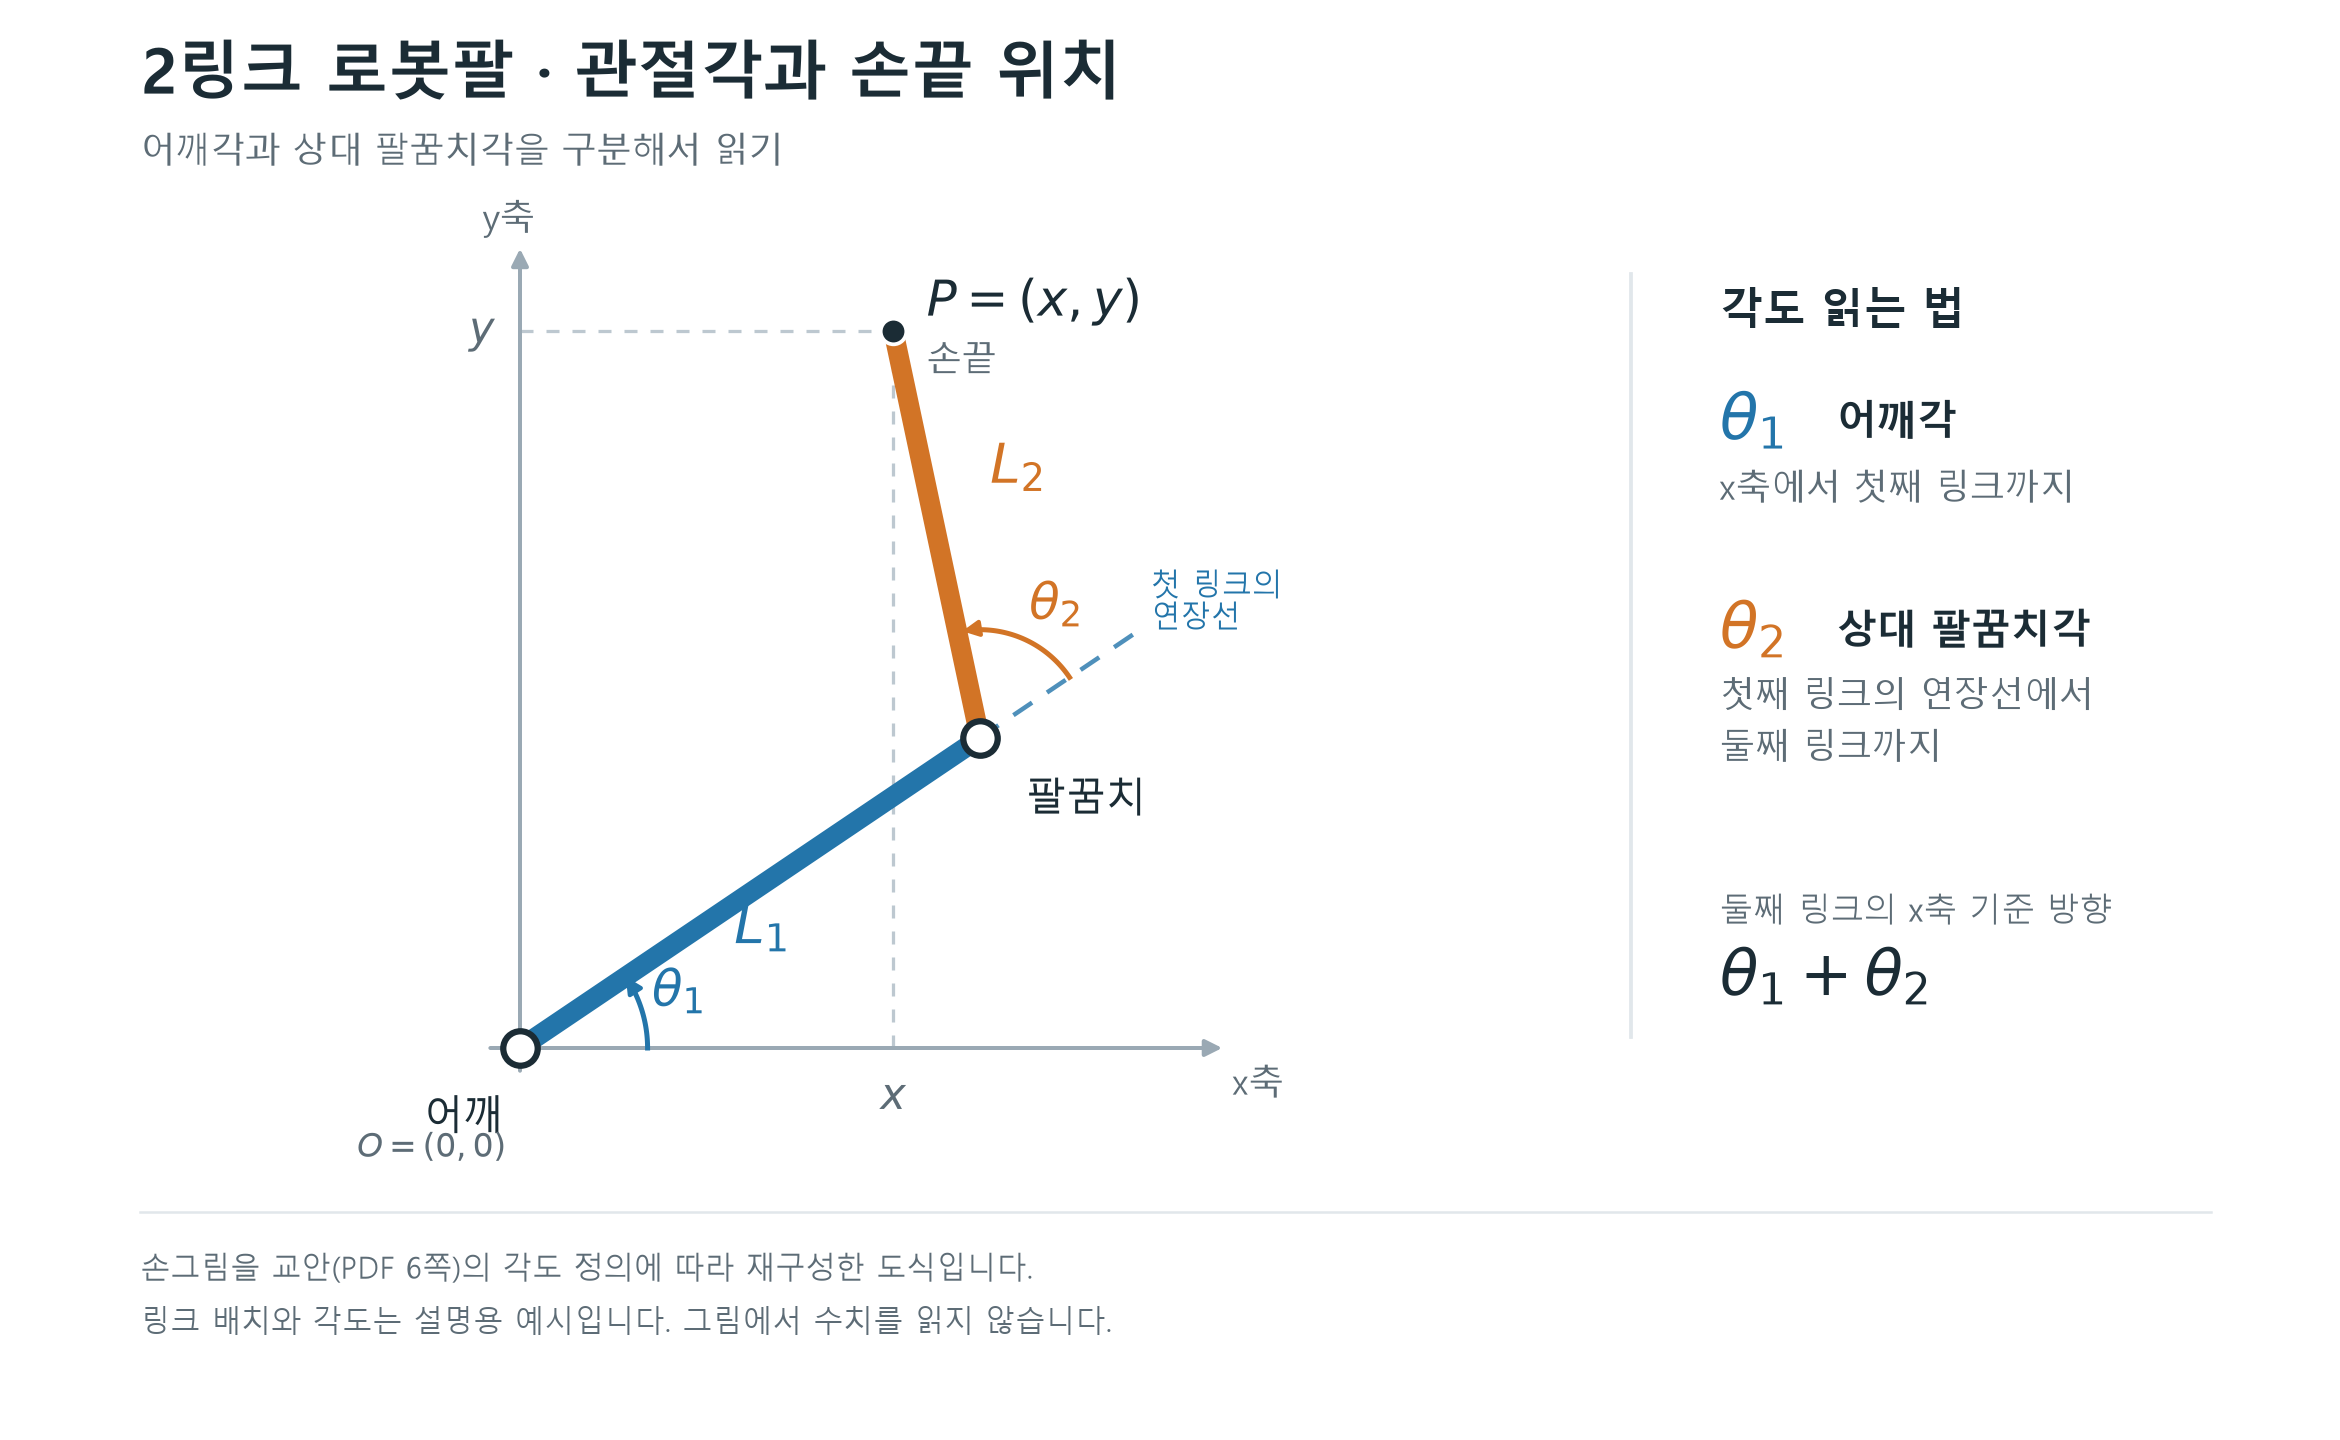 2링크 로봇팔 · 관절각과 손끝 위치
어깨각과 상대 팔꿈치각을 구분해서 읽기
y축
y
P = (x, y)
손끝
L₂
θ₂
첫 링크의
연장선
팔꿈치
L₁
θ₁
x
x축
어깨
O = (0, 0)
각도 읽는 법
θ₁ 어깨각
x축에서 첫째 링크까지
θ₂ 상대 팔꿈치각
첫째 링크의 연장선에서
둘째 링크까지
둘째 링크의 x축 기준 방향
θ₁ + θ₂
손그림을 교안(PDF 6쪽)의 각도 정의에 따라 재구성한 도식입니다.
링크 배치와 각도는 설명용 예시입니다. 그림에서 수치를 읽지 않습니다.